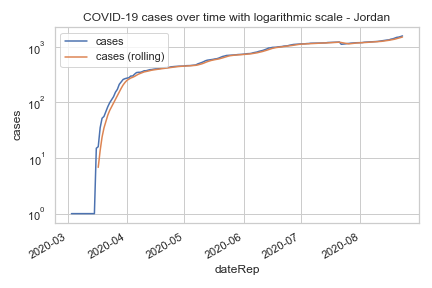 COVID-19 cases over time with logarithmic scale - Jordan
cases
cases (rolling)
10³
10²
10¹
10⁰
cases
2020-03
2020-04
2020-05
2020-06
2020-07
2020-08
dateRep